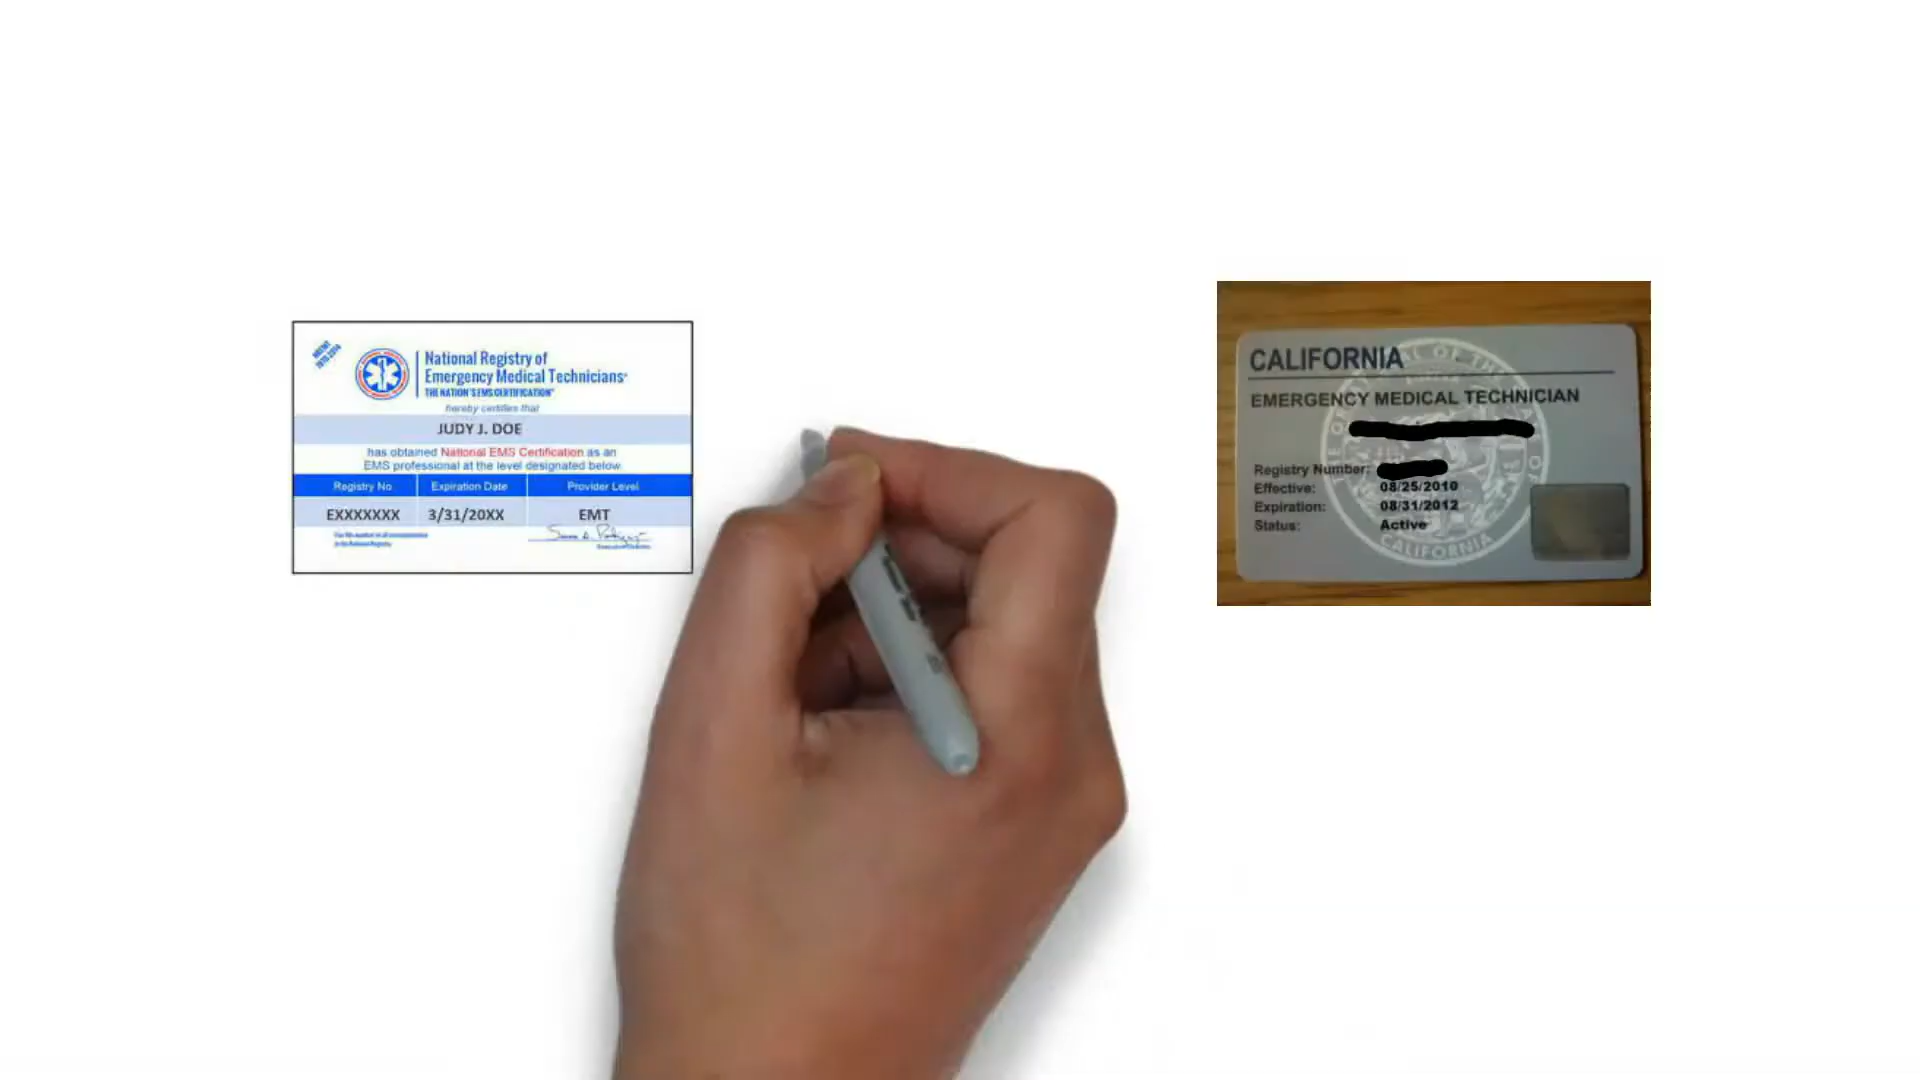 National Registry of
Emergency Medical Technicians
THE NATION'S EMS CERTIFICATION
hereby certifies that
JUDY J. DOE
has obtained National EMS Certification as an
EMS professional at the level designated below
Registry No Expiration Date Provider Level
EXXXXXXX 3/31/20XX EMT
CALIFORNIA
EMERGENCY MEDICAL TECHNICIAN
Registry Number:
Effective: 08/25/2010
Expiration: 08/31/2012
Status: Active
CALIFORNIA